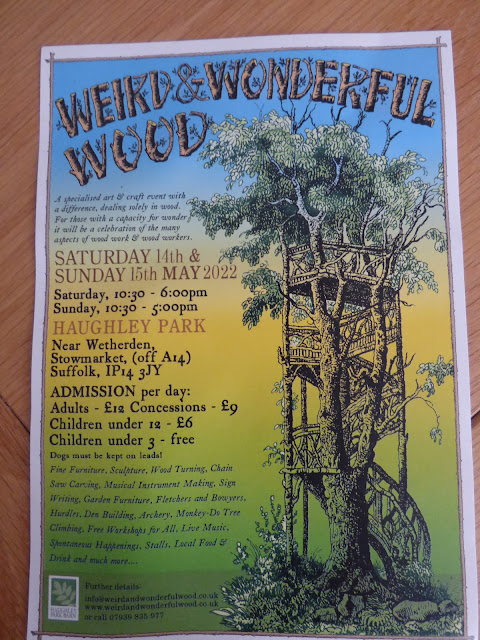 WEIRD & WONDERFUL
WOOD
A specialised art & craft event with
a difference, dealing solely in wood.
For those with a capacity for wonder
it will be a celebration of the many
aspects of wood work & wood workers.
SATURDAY 14th &
SUNDAY 15th MAY 2022
Saturday, 10:30 - 6:00pm
Sunday, 10:30 - 5:00pm
HAUGHLEY PARK
Near Wetherden,
Stowmarket, (off A14)
Suffolk, IP14 3JY
ADMISSION per day:
Adults - £12 Concessions - £9
Children under 12 - £6
Children under 3 - free
Dogs must be kept on leads!
Fine Furniture, Sculpture, Wood Turning, Chain
Saw Carving, Musical Instrument Making, Sign
Writing, Garden Furniture, Fletchers and Bowyers,
Hurdles, Den Building, Archery, Monkey-Do Tree
Climbing, Free Workshops for All, Live Music,
Spontaneous Happenings, Stalls, Local Food &
Drink and much more....
HAUGHLEY
PARK BARN
Further details:
info@weirdandwonderfulwood.co.uk
www.weirdandwonderfulwood.co.uk
or call 07939 835 977